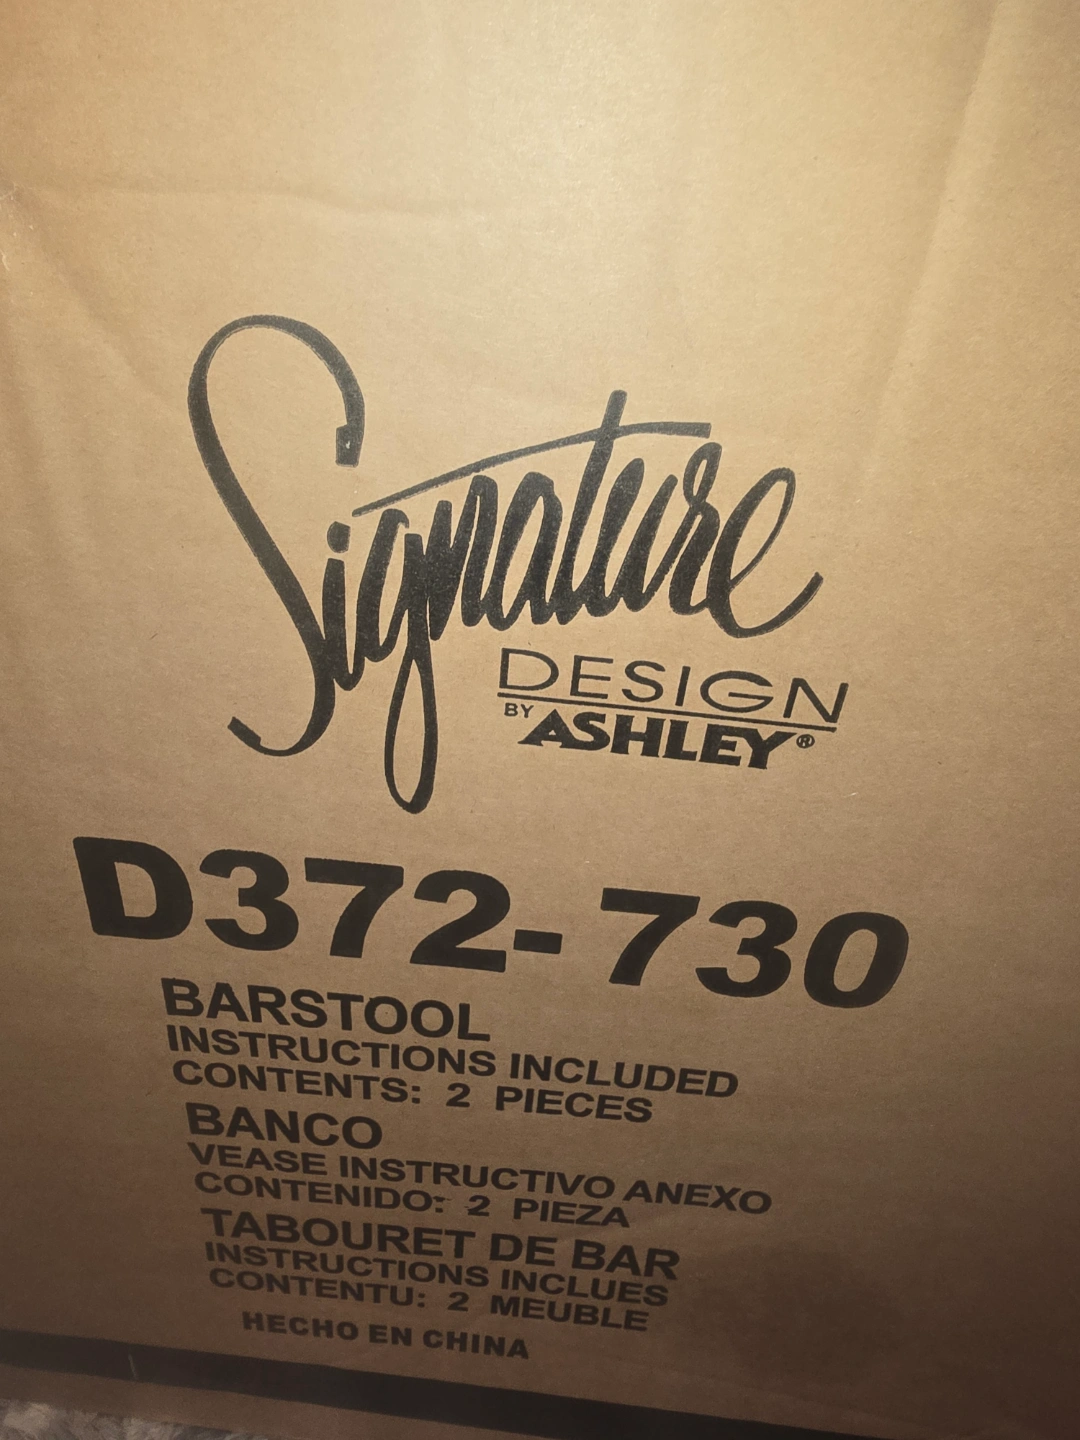 Signature
DESIGN
BY ASHLEY®
D372-730
BARSTOOL
INSTRUCTIONS INCLUDED
CONTENTS: 2 PIECES
BANCO
VEASE INSTRUCTIVO ANEXO
CONTENIDO: 2 PIEZA
TABOURET DE BAR
INSTRUCTIONS INCLUES
CONTENTU: 2 MEUBLE
HECHO EN CHINA